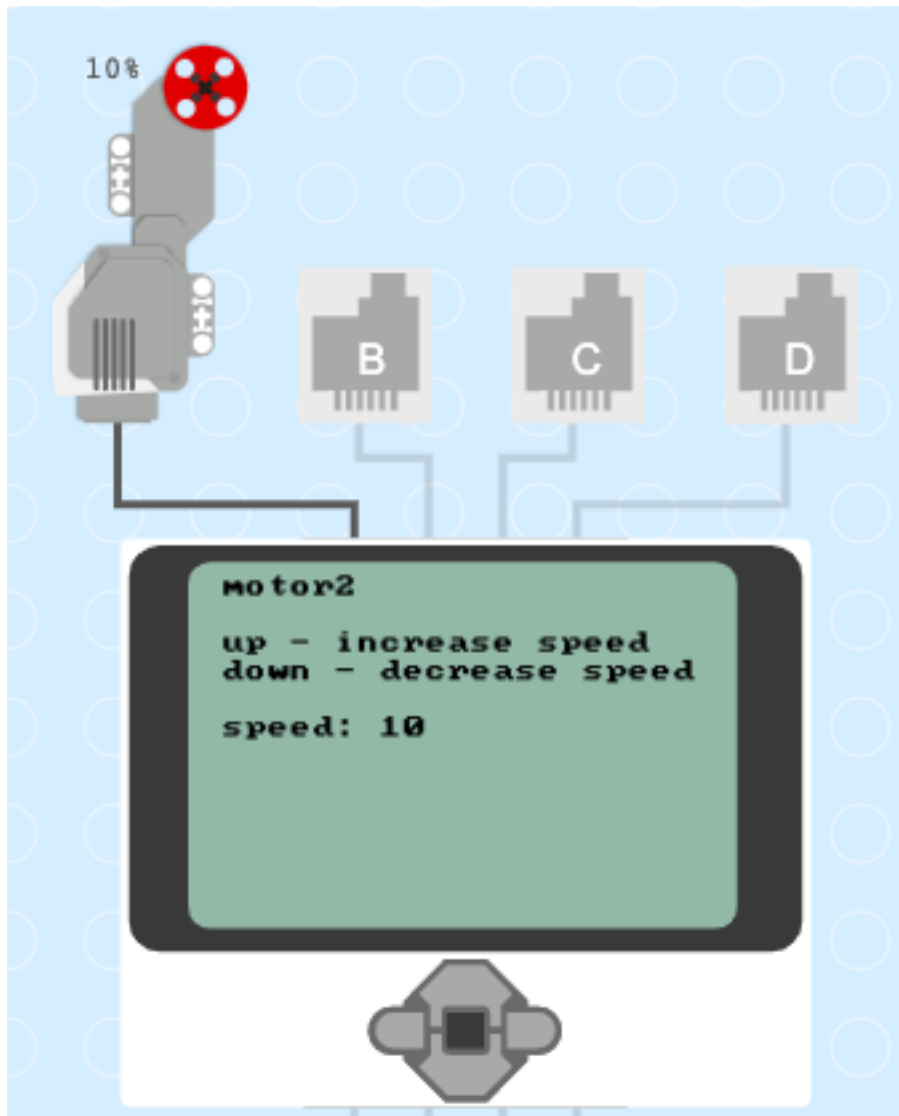 10%
B
C
D
motor2
up - increase speed
down - decrease speed
speed: 10